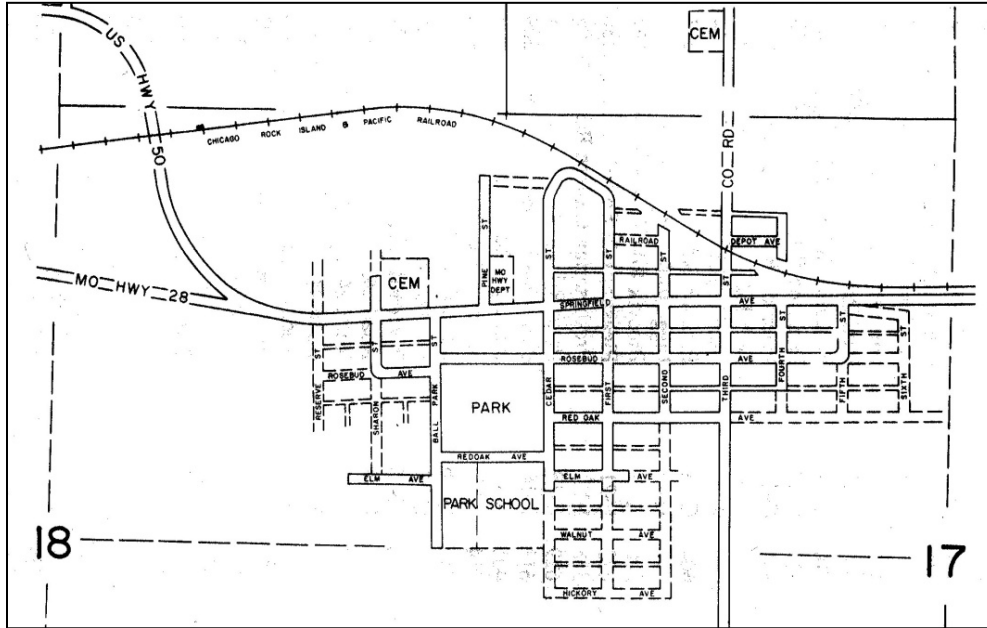 US HWY 50
CEM
CHICAGO ROCK ISLAND & PACIFIC RAILROAD
CO RD
MO HWY 28
PINE ST
MO
HWY
DEPT
CEM
RAILROAD
DEPOT AVE
SPRINGFIELD AVE
ROSEBUD AVE
ROSEBUD AVE
RESERVE ST
SHARON ST
BALL PARK ST
CEDAR ST
FIRST ST
SECOND ST
THIRD ST
FOURTH ST
FIFTH ST
SIXTH ST
PARK
RED OAK AVE
REDOAK AVE
ELM AVE
ELM AVE
PARK SCHOOL
WALNUT AVE
HICKORY AVE
18
17